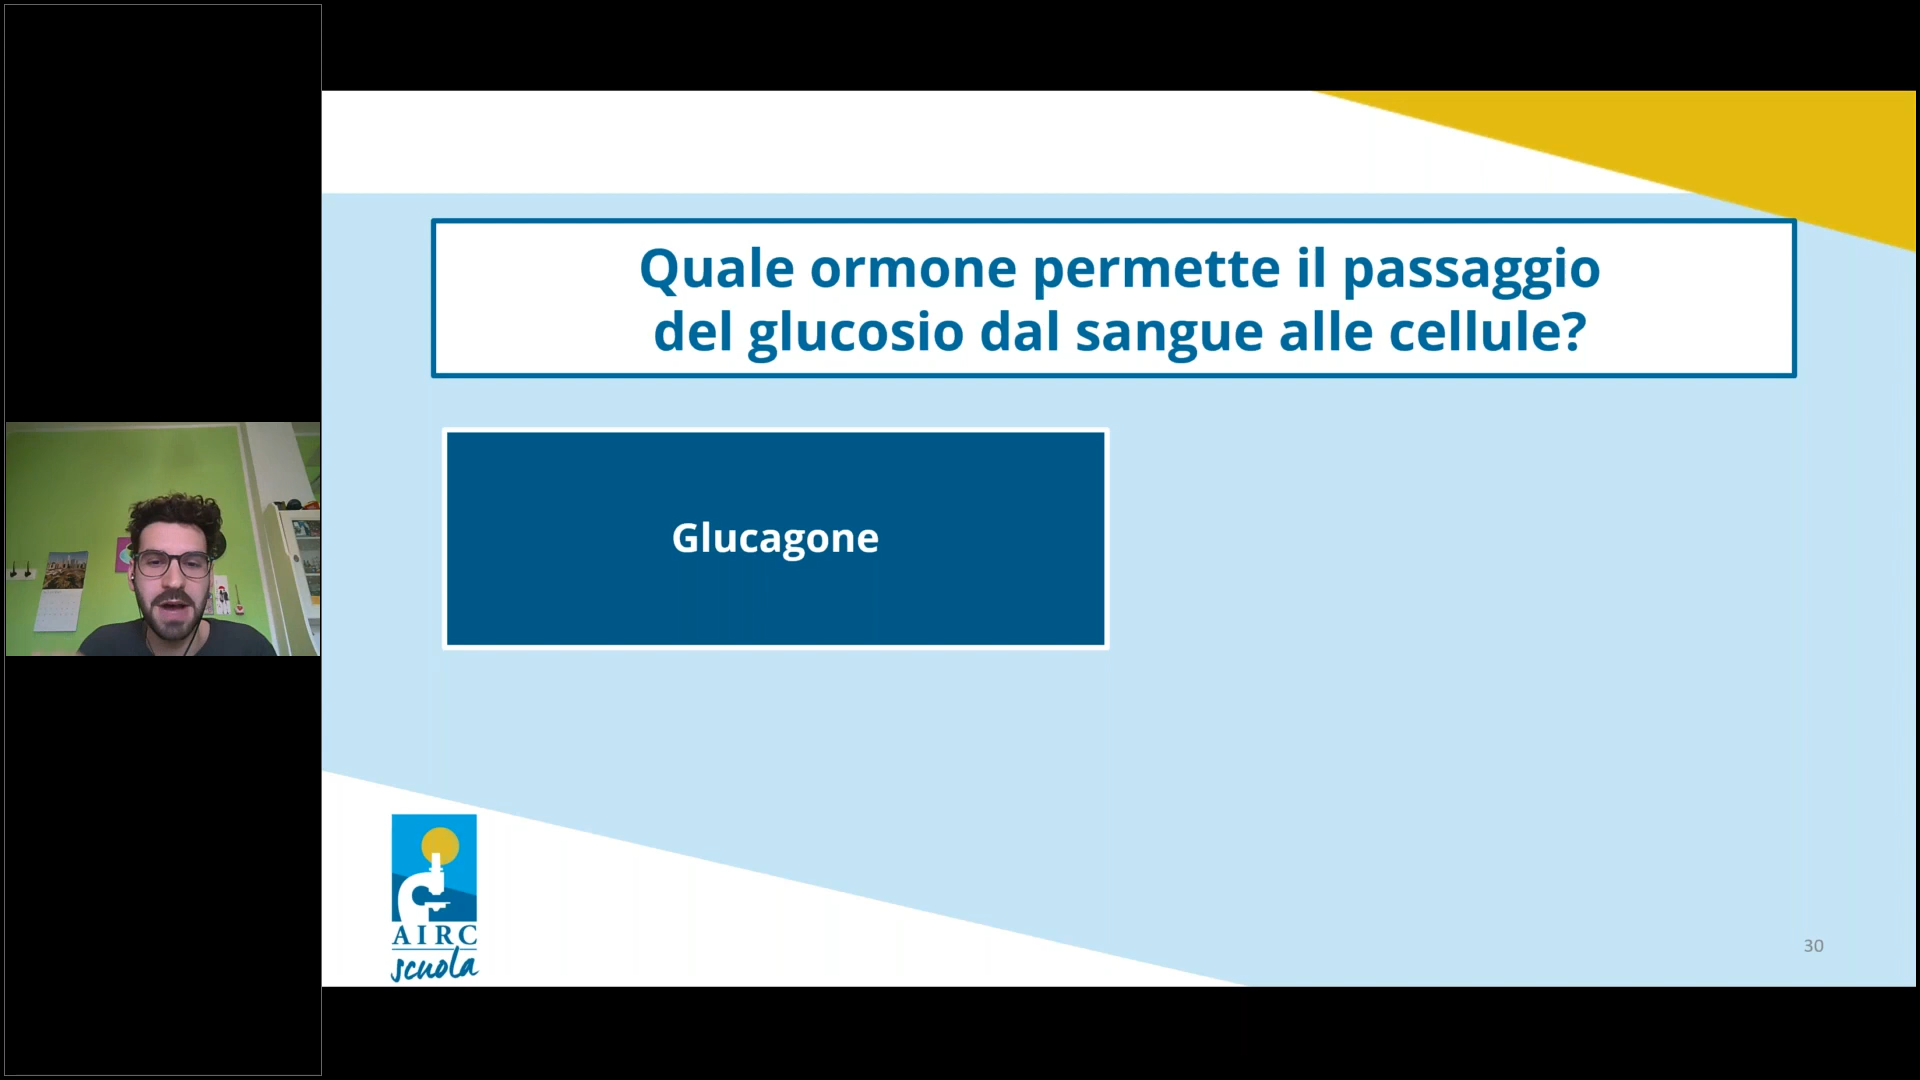 Quale ormone permette il passaggio
del glucosio dal sangue alle cellule?
Glucagone
AIRC
scuola
30